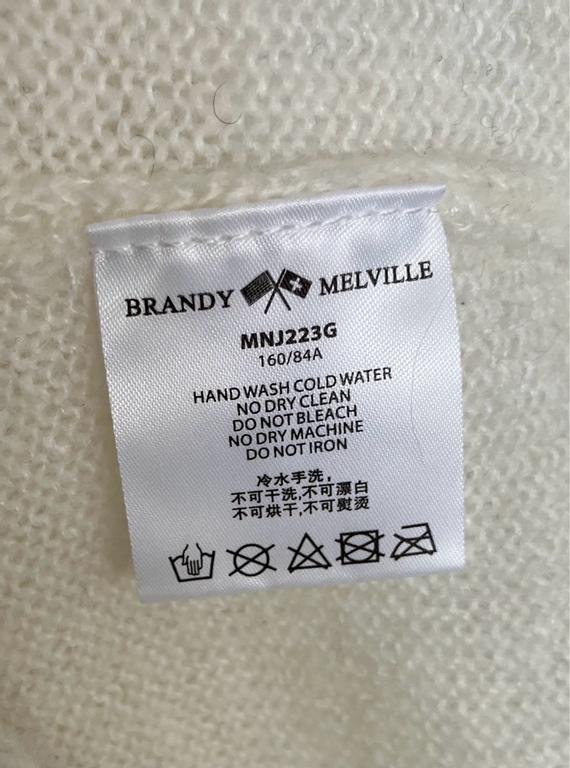 BRANDY MELVILLE
MNJ223G
160/84A
HAND WASH COLD WATER
NO DRY CLEAN
DO NOT BLEACH
NO DRY MACHINE
DO NOT IRON
冷水手洗，
不可干洗,不可漂白
不可烘干,不可熨烫